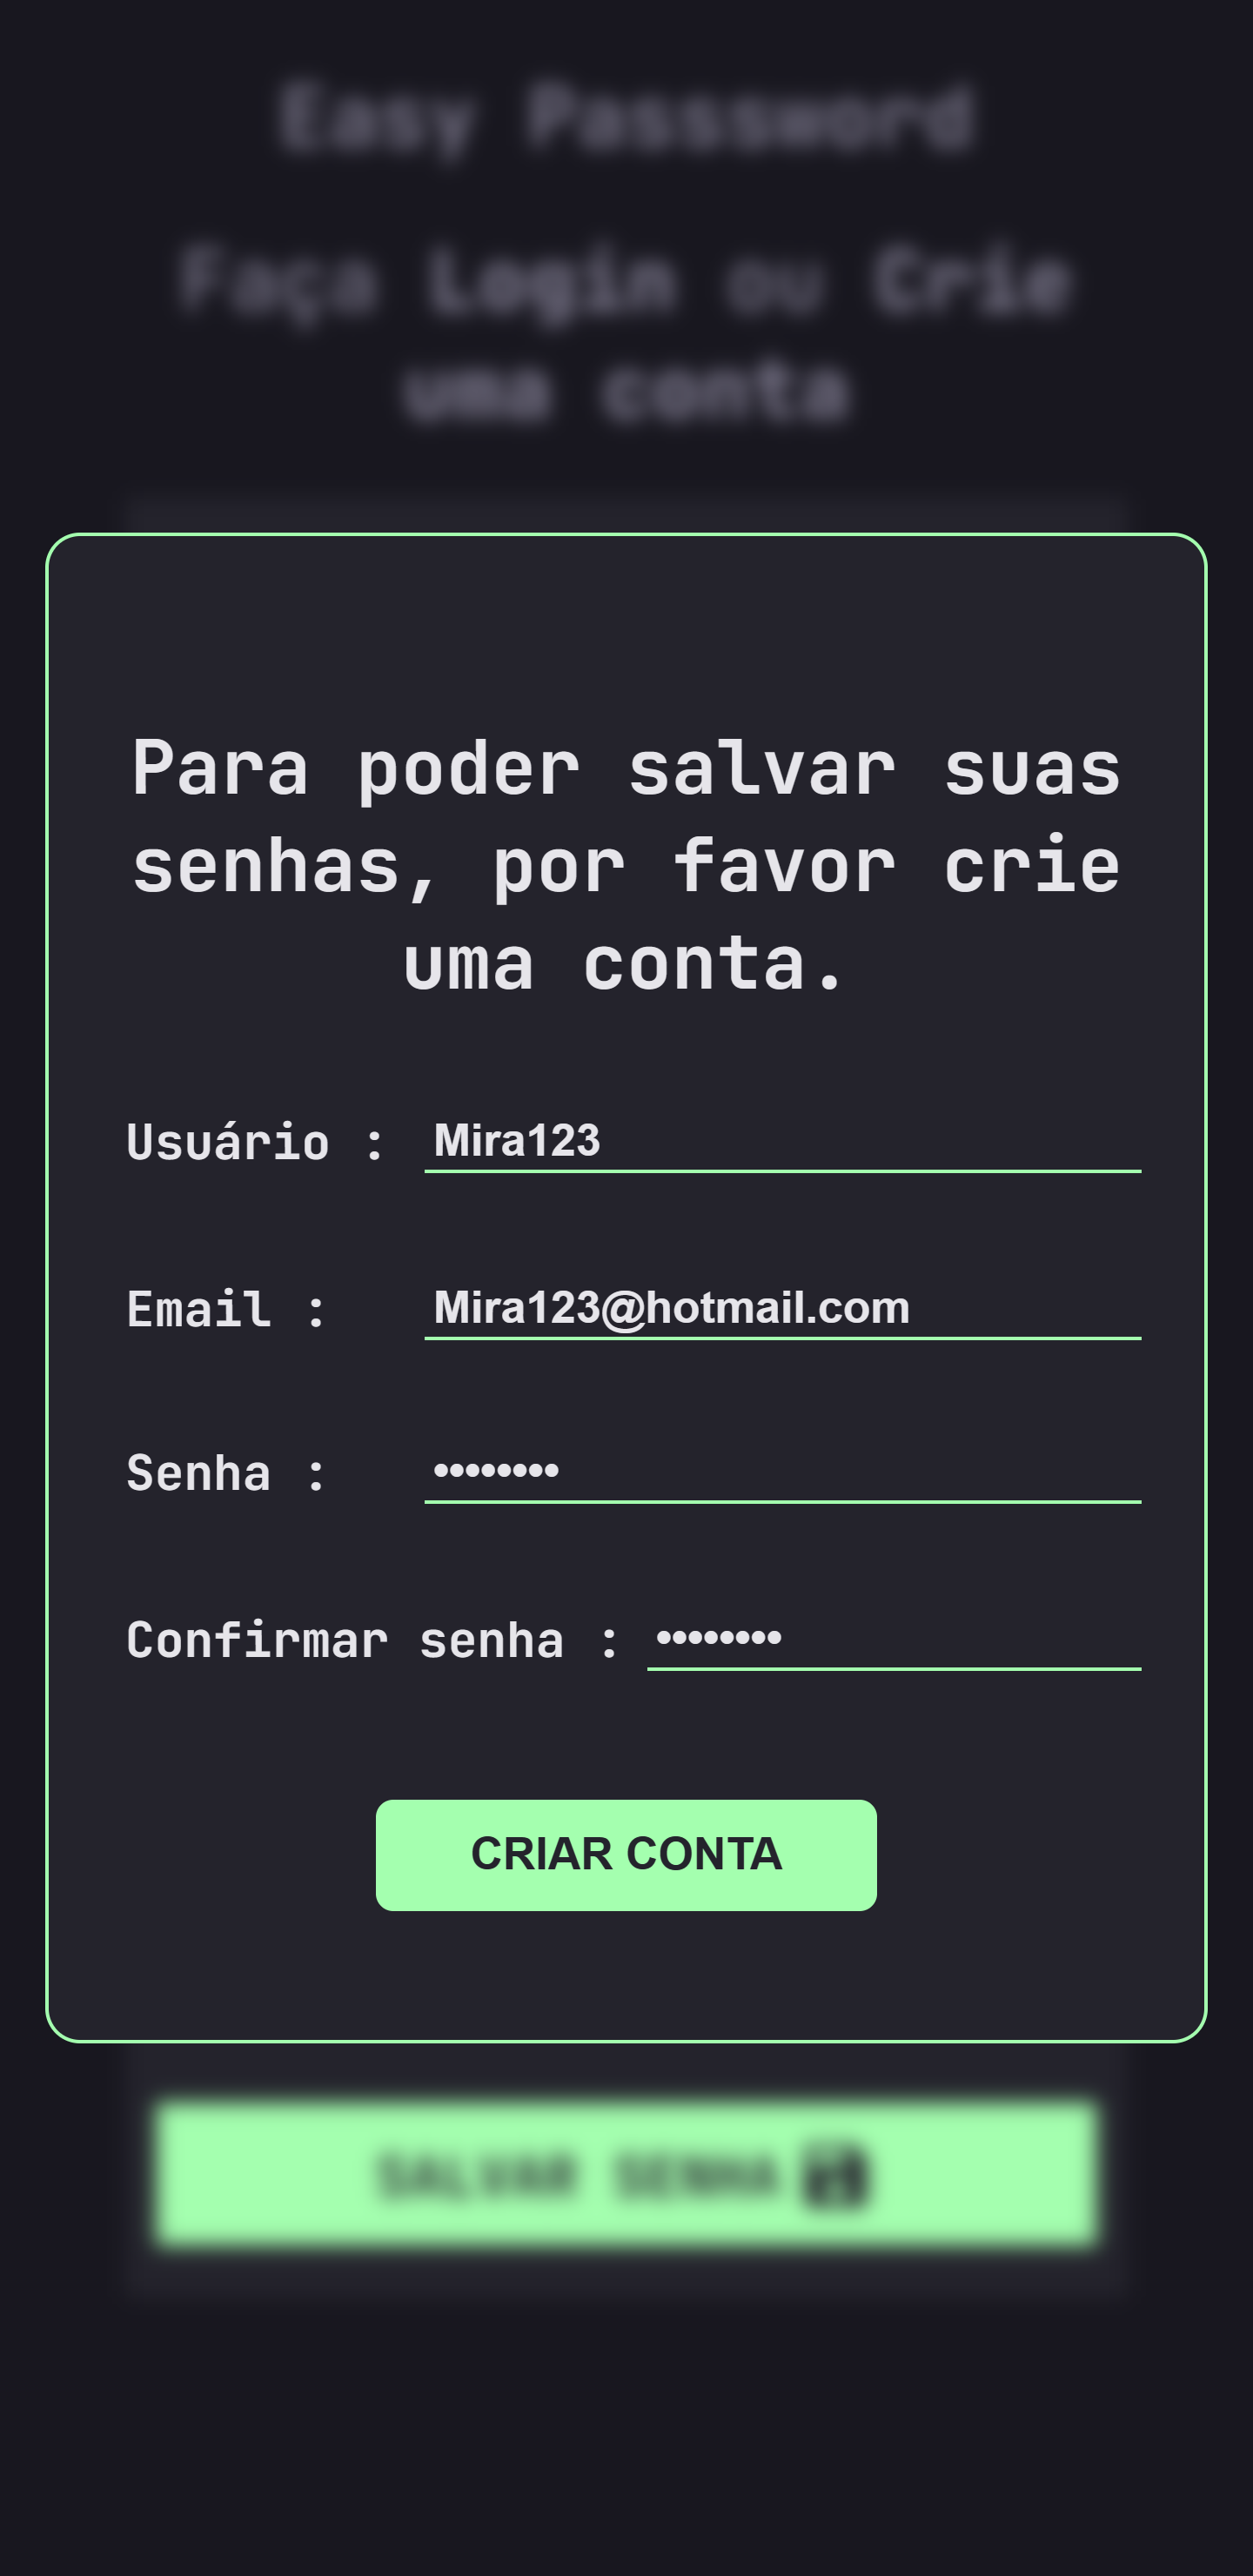 Easy Passsword
Faça Login ou Crie
uma conta
Para poder salvar suas
senhas, por favor crie
uma conta.
Usuário : Mira123
Email : Mira123@hotmail.com
Senha : ••••••••
Confirmar senha : ••••••••
CRIAR CONTA
SALVAR SENHA